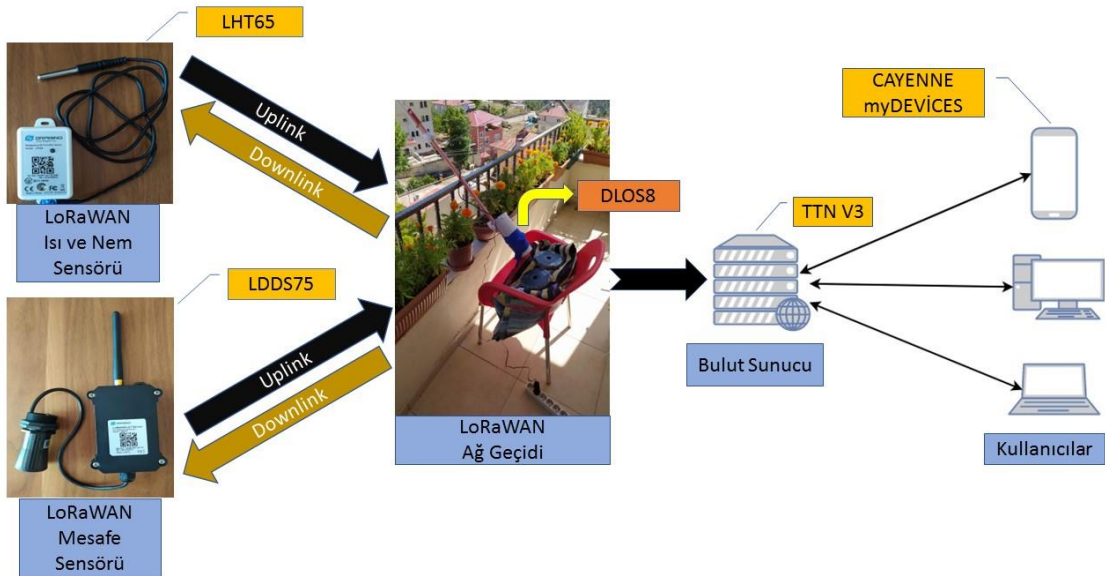 LHT65
LoRaWAN
Isı ve Nem
Sensörü
Uplink
Downlink
LDDS75
LoRaWAN
Mesafe
Sensörü
Uplink
Downlink
DLOS8
LoRaWAN
Ağ Geçidi
TTN V3
Bulut Sunucu
CAYENNE
myDEVİCES
Kullanıcılar